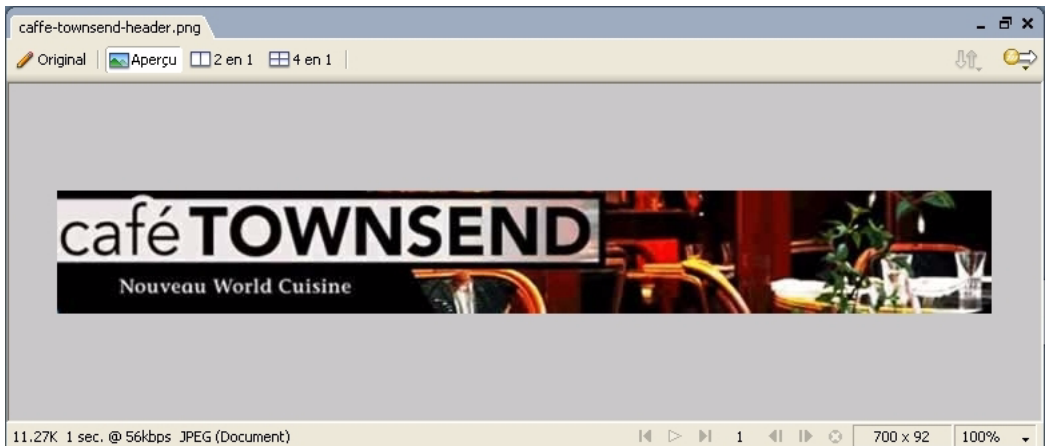 caffe-townsend-header.png
Original Aperçu 2 en 1 4 en 1
café TOWNSEND
Nouveau World Cuisine
11.27K 1 sec. @ 56kbps JPEG (Document) 1 700 x 92 100%